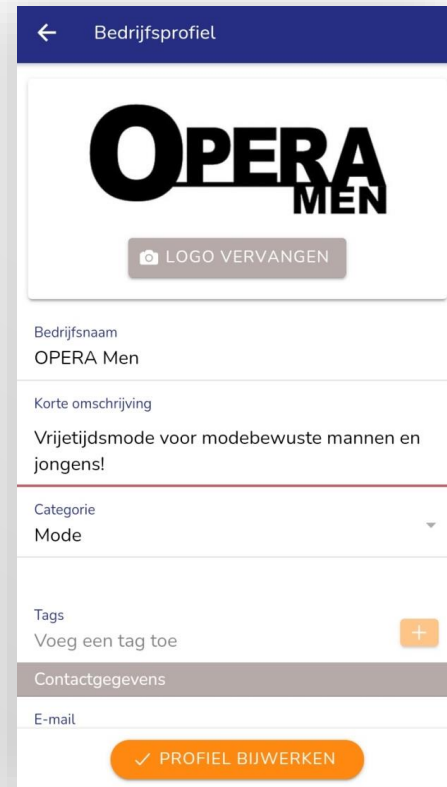 Bedrijfsprofiel
OPERA
MEN
LOGO VERVANGEN
Bedrijfsnaam
OPERA Men
Korte omschrijving
Vrijetijdsmode voor modebewuste mannen en
jongens!
Categorie
Mode
Tags
Voeg een tag toe
Contactgegevens
E-mail
PROFIEL BIJWERKEN